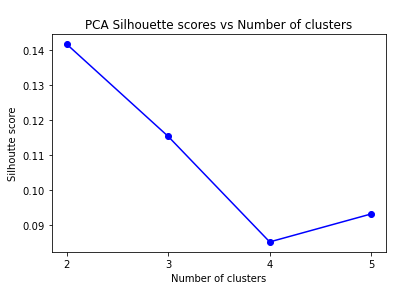 PCA Silhouette scores vs Number of clusters
Silhoutte score
0.14
0.13
0.12
0.11
0.10
0.09
2 3 4 5
Number of clusters